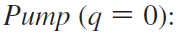 Pump (q = 0):